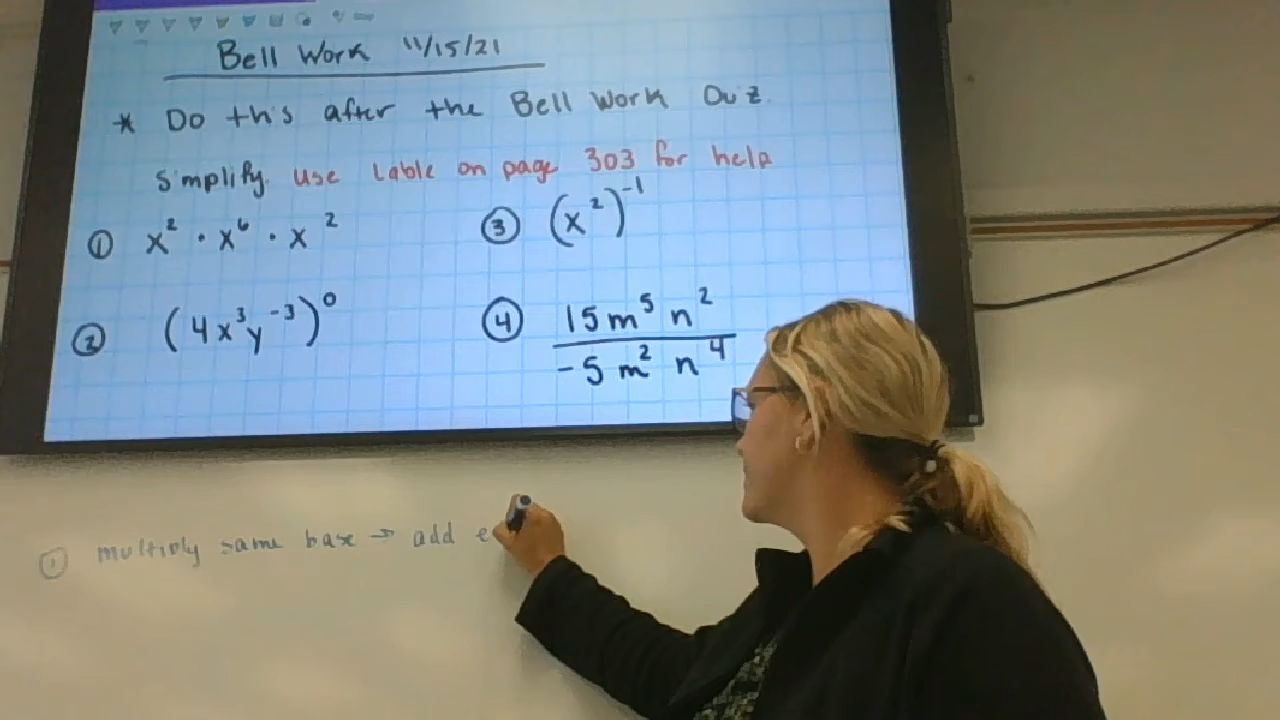 Bell Work 11/15/21
* Do this after the Bell Work Quiz.
Simplify. Use table on page 303 for help
① x² · x⁶ · x² ③ (x²)⁻¹
② (4x³y⁻³)⁰ ④ 15m⁵n² / -5m²n⁴
① multiply same base → add e